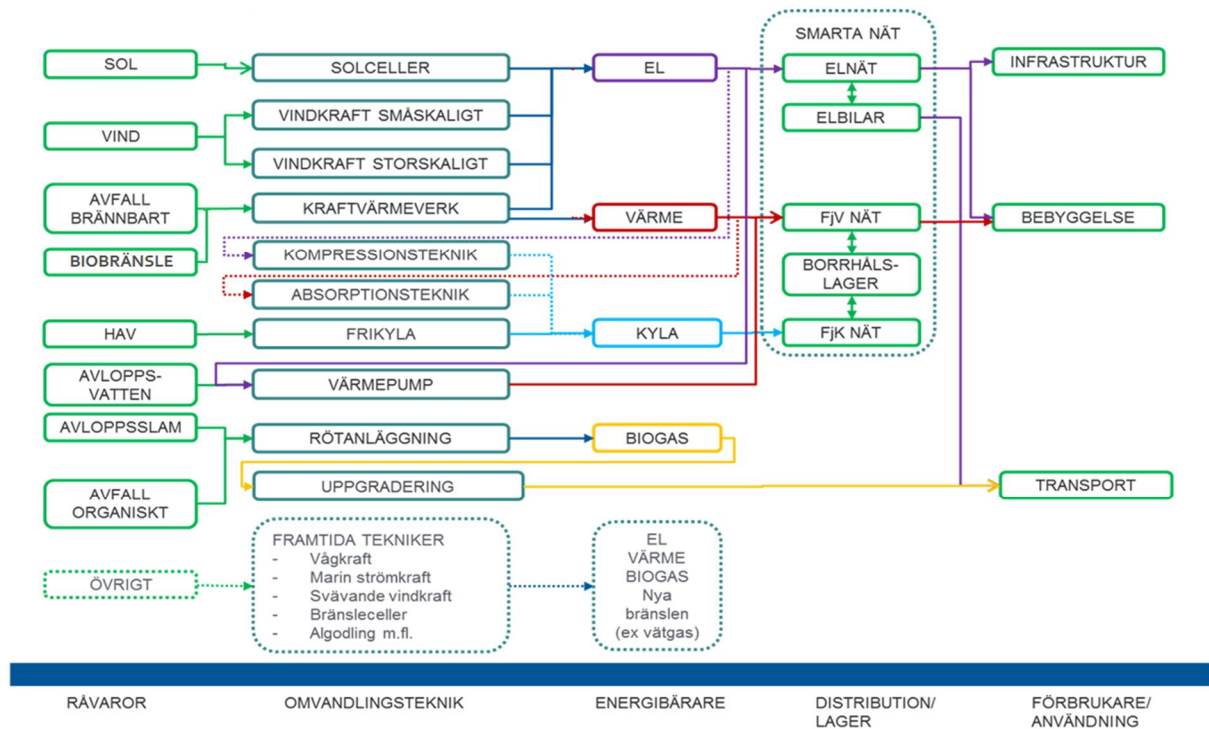 SMARTA NÄT
SOL
SOLCELLER
EL
ELNÄT
INFRASTRUKTUR
VIND
VINDKRAFT SMÅSKALIGT
ELBILAR
VINDKRAFT STORSKALIGT
AVFALL
BRÄNNBART
KRAFTVÄRMEVERK
VÄRME
FjV NÄT
BEBYGGELSE
BIOBRÄNSLE
KOMPRESSIONSTEKNIK
BORRHÅLS-
LAGER
ABSORPTIONSTEKNIK
HAV
FRIKYLA
KYLA
FjK NÄT
AVLOPPS-
VATTEN
VÄRMEPUMP
AVLOPPSSLAM
RÖTANLÄGGNING
BIOGAS
AVFALL
ORGANISKT
UPPGRADERING
TRANSPORT
ÖVRIGT
FRAMTIDA TEKNIKER
- Vågkraft
- Marin strömkraft
- Svävande vindkraft
- Bränsleceller
- Algodling m.fl.
EL
VÄRME
BIOGAS
Nya
bränslen
(ex vätgas)
RÅVAROR
OMVANDLINGSTEKNIK
ENERGIBÄRARE
DISTRIBUTION/
LAGER
FÖRBRUKARE/
ANVÄNDNING